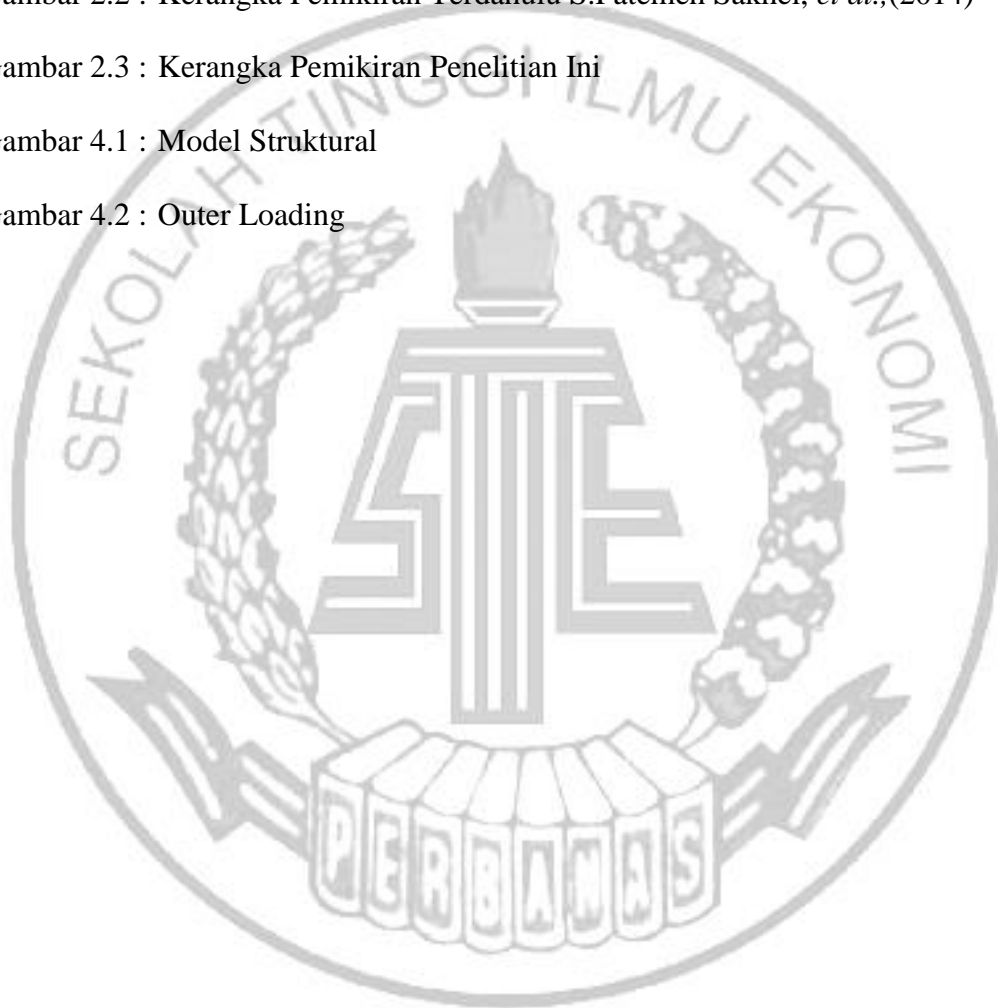 ambar 2.2 : Kerangka Pemikiran Terdahulu S.Fatemeh Sakhei, et al.,(2014)
ambar 2.3 : Kerangka Pemikiran Penelitian Ini
ambar 4.1 : Model Struktural
ambar 4.2 : Outer Loading
SEKOLAH TINGGI ILMU EKONOMI
STIE
PERBANAS